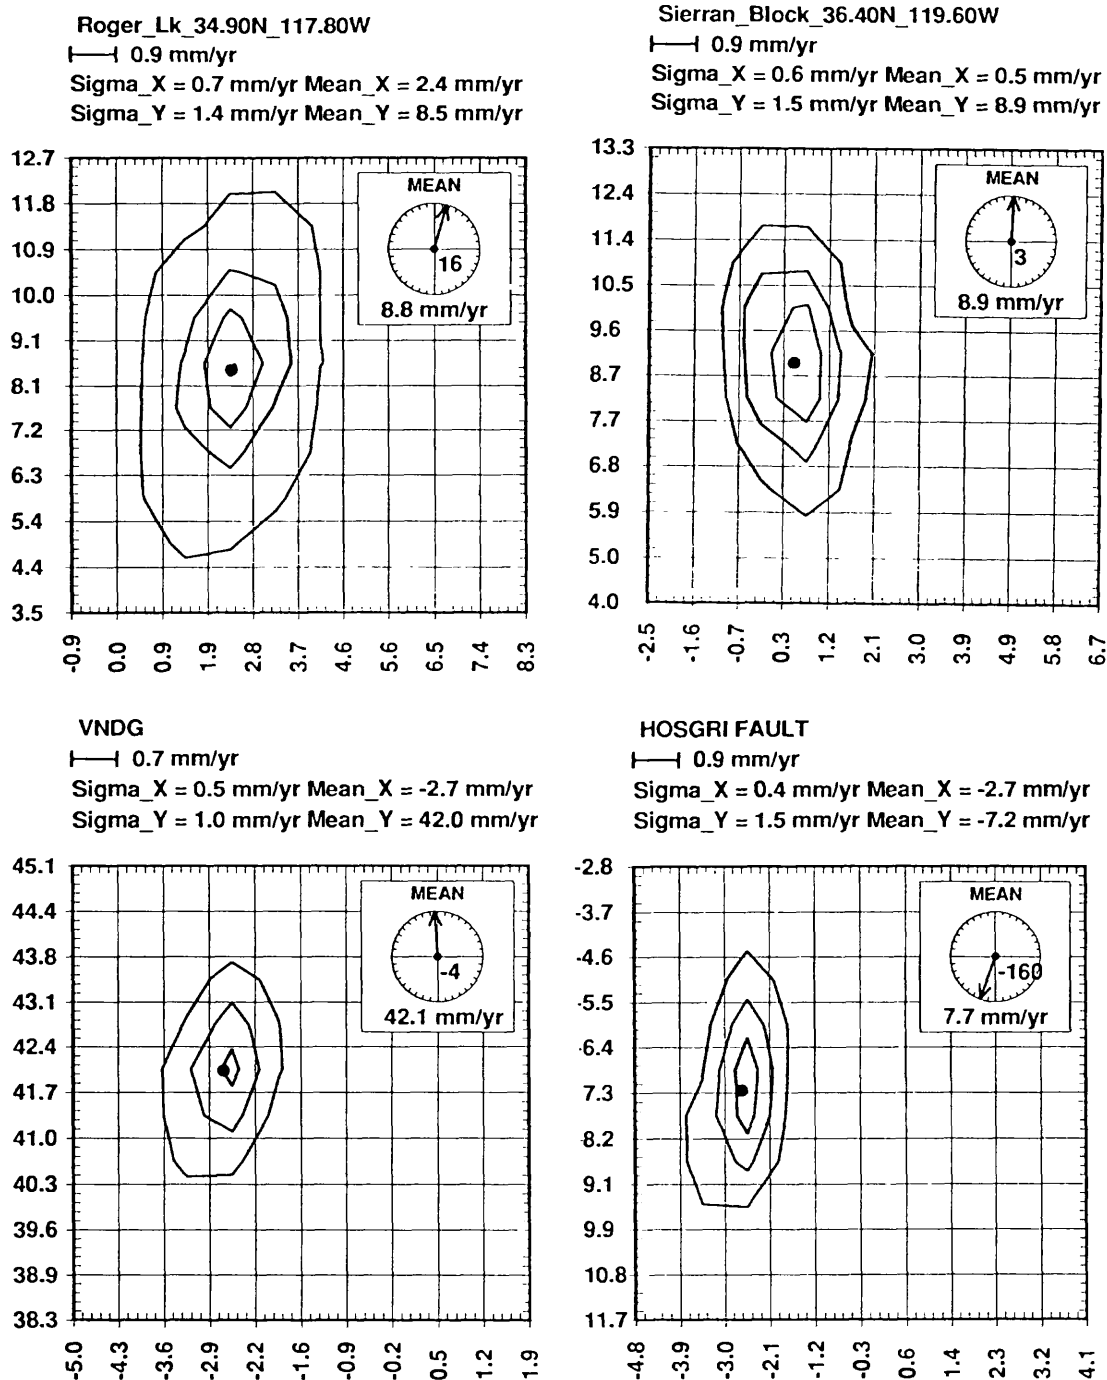 Roger_Lk_34.90N_117.80W
0.9 mm/yr
Sigma_X = 0.7 mm/yr Mean_X = 2.4 mm/yr
Sigma_Y = 1.4 mm/yr Mean_Y = 8.5 mm/yr
12.7
11.8
10.9
10.0
9.1
8.1
7.2
6.3
5.4
4.4
3.5
MEAN
16
8.8 mm/yr
-0.9 0.0 1.9 2.8 3.7 4.6 5.5 6.5 7.4 8.3
Sierran_Block_36.40N_119.60W
0.9 mm/yr
Sigma_X = 0.6 mm/yr Mean_X = 0.5 mm/yr
Sigma_Y = 1.5 mm/yr Mean_Y = 8.9 mm/yr
13.3
12.4
11.4
10.5
9.6
8.7
7.7
6.8
5.9
5.0
4.0
MEAN
3
8.9 mm/yr
-2.5 -1.6 -0.7 0.3 1.2 2.1 3.0 3.9 4.9 5.8 6.7
VNDG
0.7 mm/yr
Sigma_X = 0.5 mm/yr Mean_X = -2.7 mm/yr
Sigma_Y = 1.0 mm/yr Mean_Y = 42.0 mm/yr
45.1
44.4
43.8
43.1
42.4
41.7
41.0
40.3
39.6
38.9
38.3
MEAN
-4
42.1 mm/yr
-5.0 -4.3 -3.6 -2.9 -2.2 -1.6 -0.9 -0.2 0.5 1.2 1.9
HOSGRI FAULT
0.9 mm/yr
Sigma_X = 0.4 mm/yr Mean_X = -2.7 mm/yr
Sigma_Y = 1.5 mm/yr Mean_Y = -7.2 mm/yr
-2.8
-3.7
-4.6
-5.5
-6.4
7.3
8.2
9.1
9.9
10.8
11.7
MEAN
-160
7.7 mm/yr
-4.8 -3.9 -3.0 -2.1 -1.2 -0.3 0.6 1.4 2.3 3.2 4.1